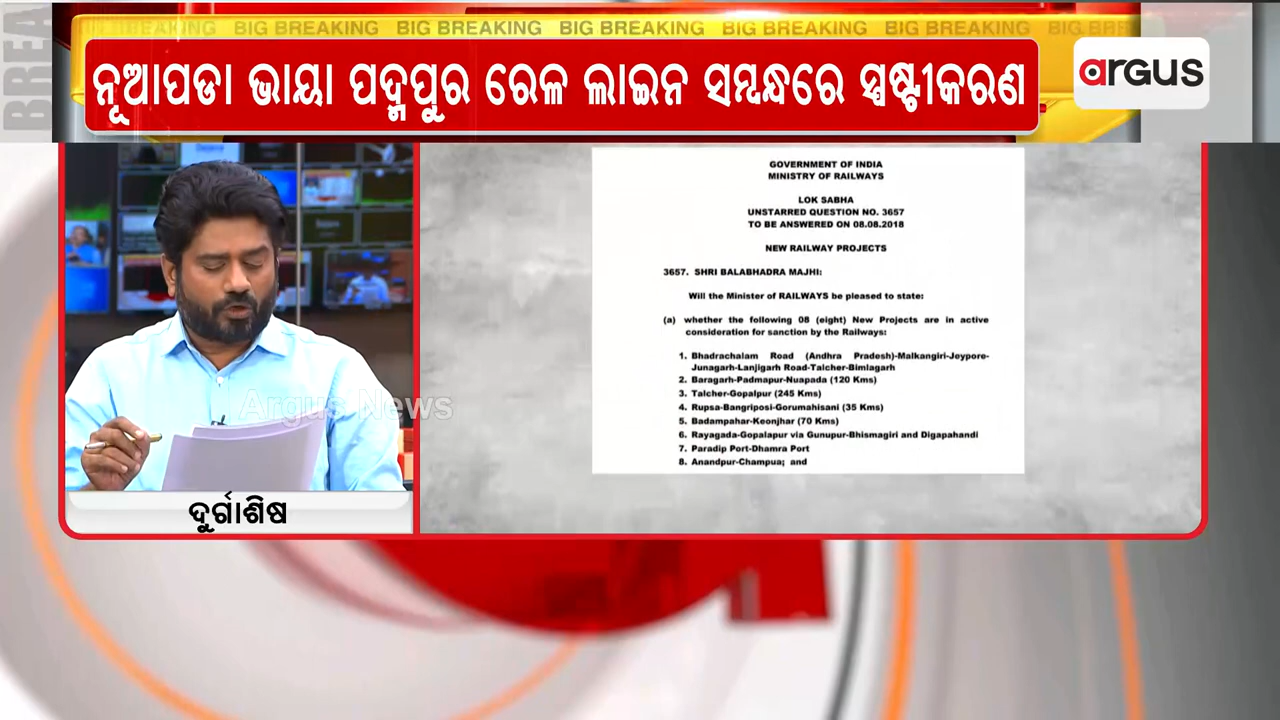 BREA
BREAKING BIG BREAKING BIG BREAKING BIG BREAKING BIG BREAKING BIG BREAKING BIG BREA
ନୂଆପଡା ଭାୟା ପଦ୍ମପୁର ରେଳ ଲାଇନ ସମ୍ବନ୍ଧରେ ସ୍ପଷ୍ଟୀକରଣ
argus
GOVERNMENT OF INDIA
MINISTRY OF RAILWAYS
LOK SABHA
UNSTARRED QUESTION NO. 3657
TO BE ANSWERED ON 08.08.2018
NEW RAILWAY PROJECTS
3657. SHRI BALABHADRA MAJHI:
Will the Minister of RAILWAYS be pleased to state:
(a) whether the following 08 (eight) New Projects are in active
consideration for sanction by the Railways:
1. Bhadrachalam Road (Andhra Pradesh)-Malkangiri-Joypore-
Junagarh-Lanjigarh Road-Talcher-Bimlagarh
2. Baragarh-Padmapur-Nuapada (120 Kms)
3. Talcher-Gopalpur (245 Kms)
4. Rupsa-Bangriposi-Gorumahisani (35 Kms)
5. Badampahar-Keonjhar (70 Kms)
6. Rayagada-Gopalapur via Gunupur-Bhismagiri and Digapahandi
7. Paradip Port-Dhamra Port
8. Anandpur-Champua; and
Argus News
ଦୁର୍ଗାଶିଷ